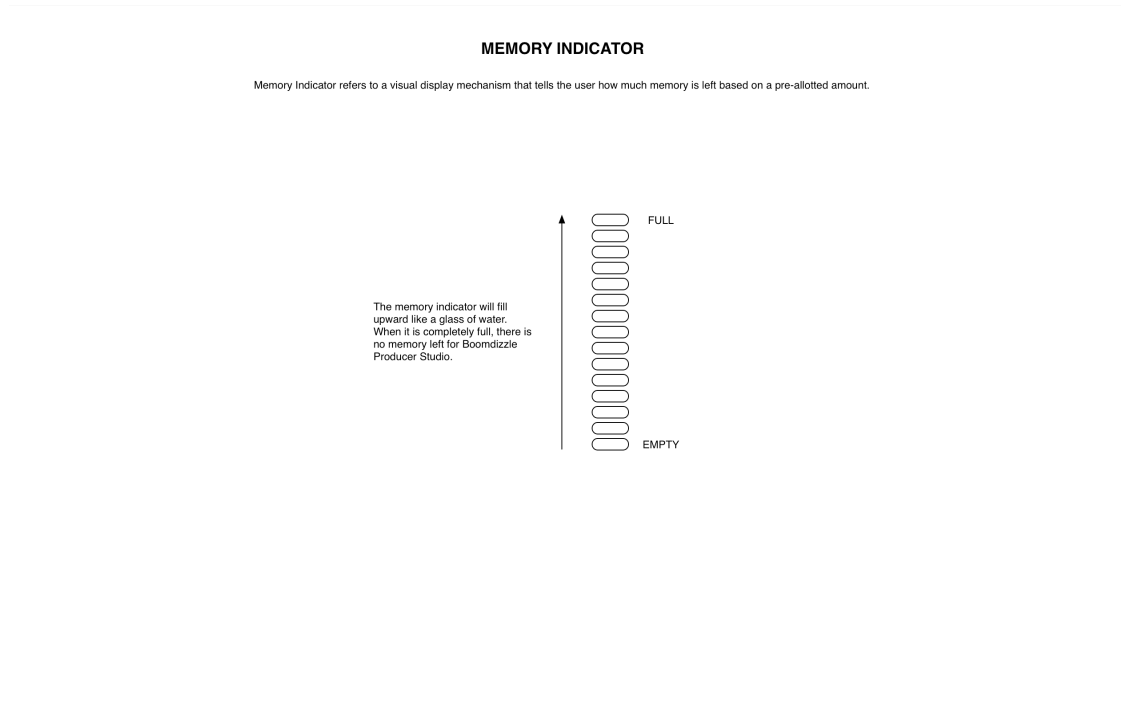 MEMORY INDICATOR
Memory Indicator refers to a visual display mechanism that tells the user how much memory is left based on a pre-allotted amount.
FULL
The memory indicator will fill
upward like a glass of water.
When it is completely full, there is
no memory left for Boomdizzle
Producer Studio.
EMPTY